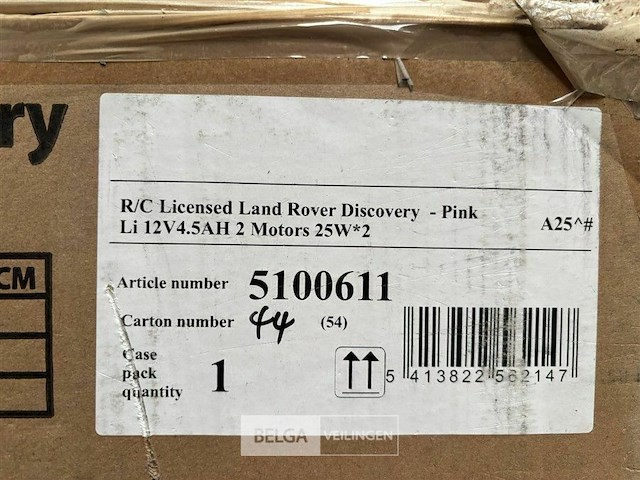 ry
CM
R/C Licensed Land Rover Discovery - Pink
Li 12V4.5AH 2 Motors 25W*2
A25^#
Article number 5100611
Carton number 44 (54)
Case
pack
quantity
1
5 413822 562147
BELGA VEILINGEN